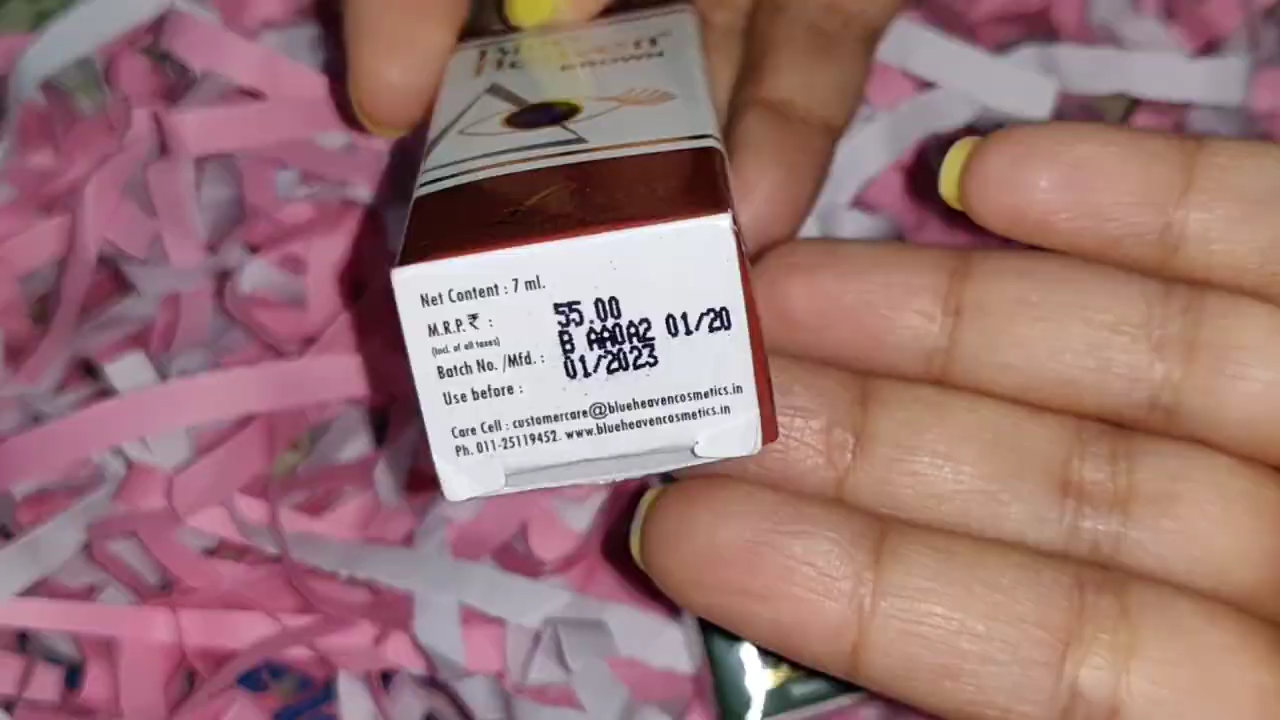 BROWN
Net Content : 7 ml.
M.R.P.₹ : 55.00
(Incl. of all taxes)
Batch No. /Mfd. : B AA0A2 01/20
Use before : 01/2023
Care Cell : customercare@blueheavencosmetics.in
Ph. 011-25119452. www.blueheavencosmetics.in